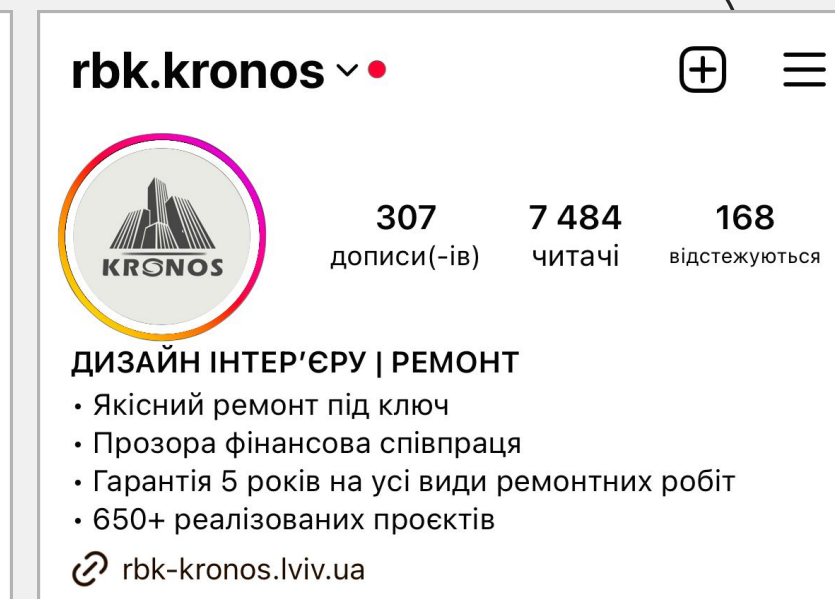 rbk.kronos
KRONOS
307
дописи(-ів)
7 484
читачі
168
відстежуються
ДИЗАЙН ІНТЕР’ЄРУ | РЕМОНТ
• Якісний ремонт під ключ
• Прозора фінансова співпраця
• Гарантія 5 років на усі види ремонтних робіт
• 650+ реалізованих проєктів
rbk-kronos.lviv.ua